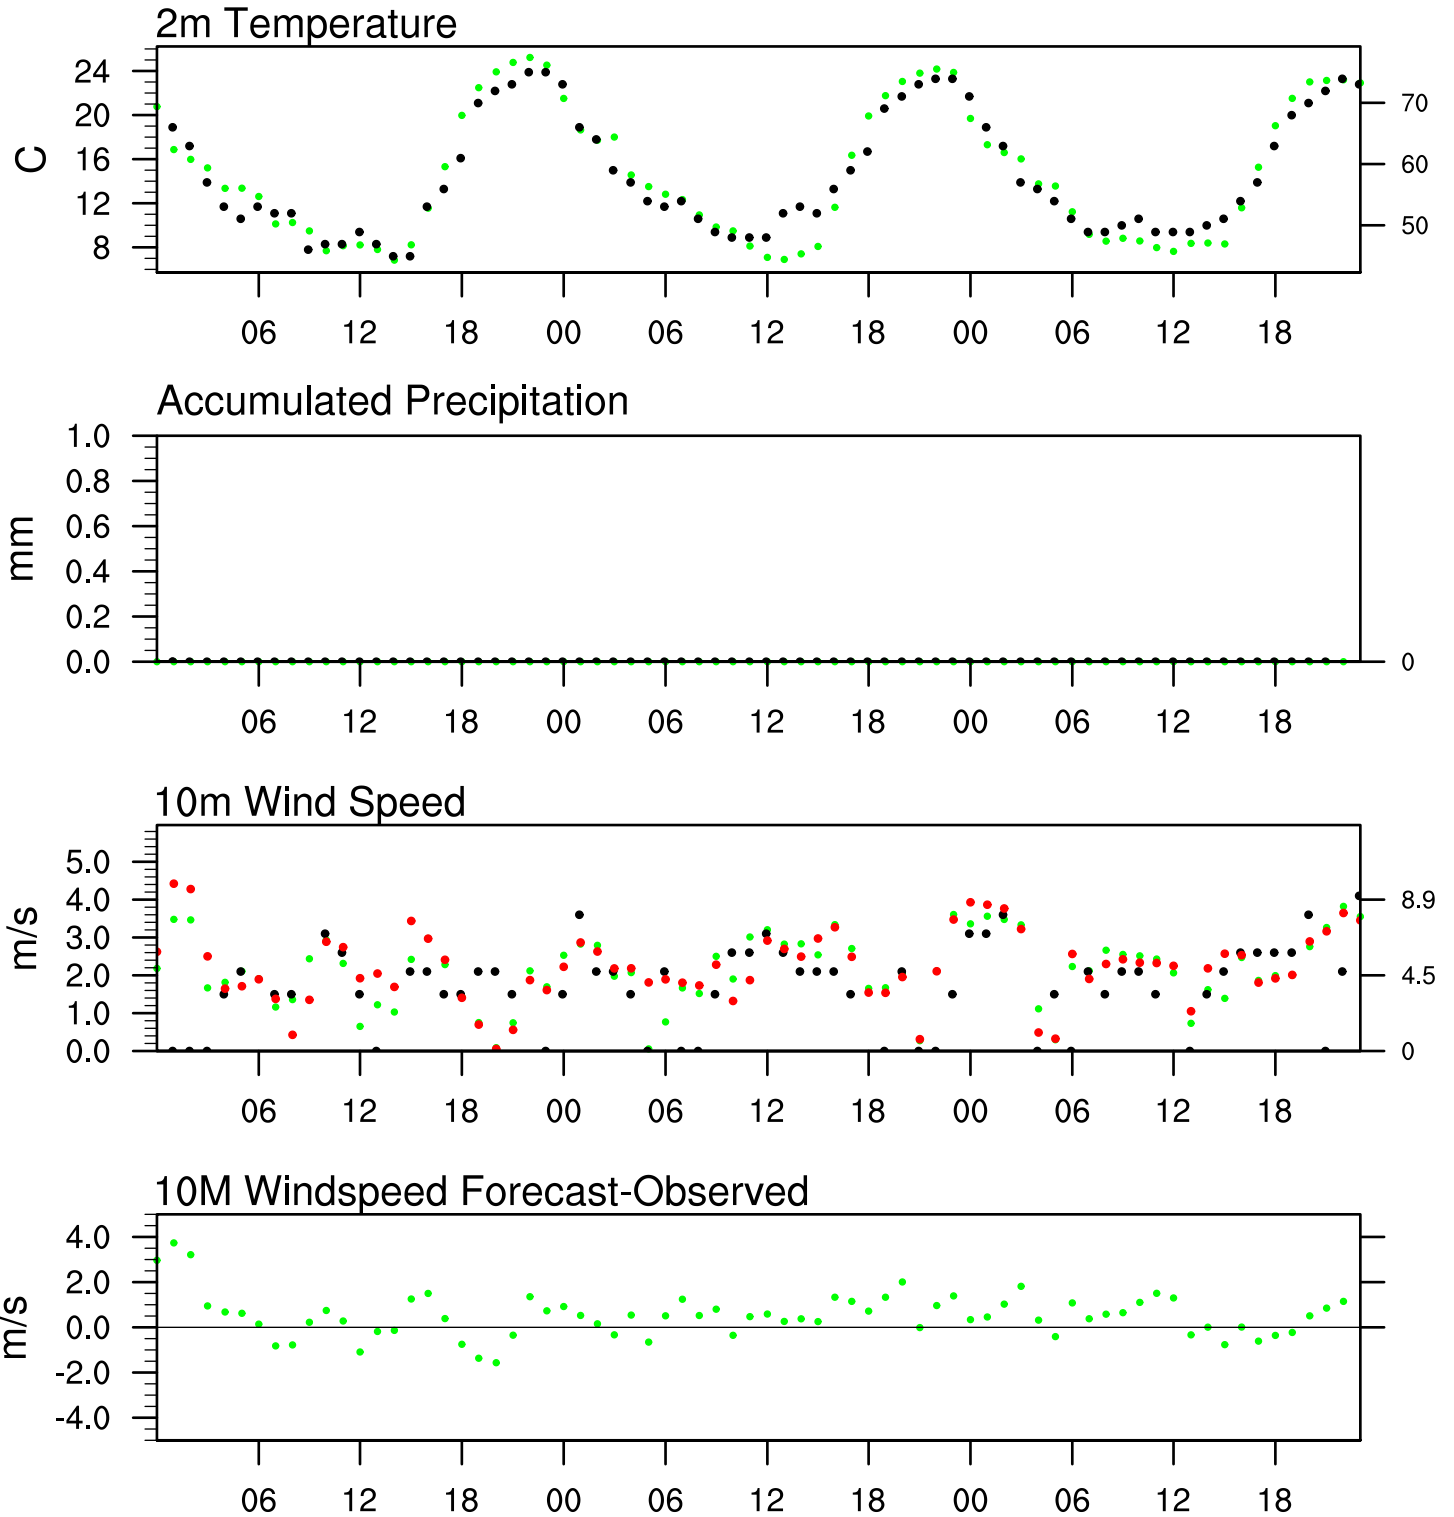 2m Temperature
24
20
16
12
8
C
70
60
50
06 12 18 00 06 12 18 00 06 12 18
Accumulated Precipitation
1.0
0.8
0.6
0.4
0.2
0.0
mm
0
06 12 18 00 06 12 18 00 06 12 18
10m Wind Speed
5.0
4.0
3.0
2.0
1.0
0.0
m/s
8.9
4.5
0
06 12 18 00 06 12 18 00 06 12 18
10M Windspeed Forecast-Observed
4.0
2.0
0.0
-2.0
-4.0
m/s
06 12 18 00 06 12 18 00 06 12 18